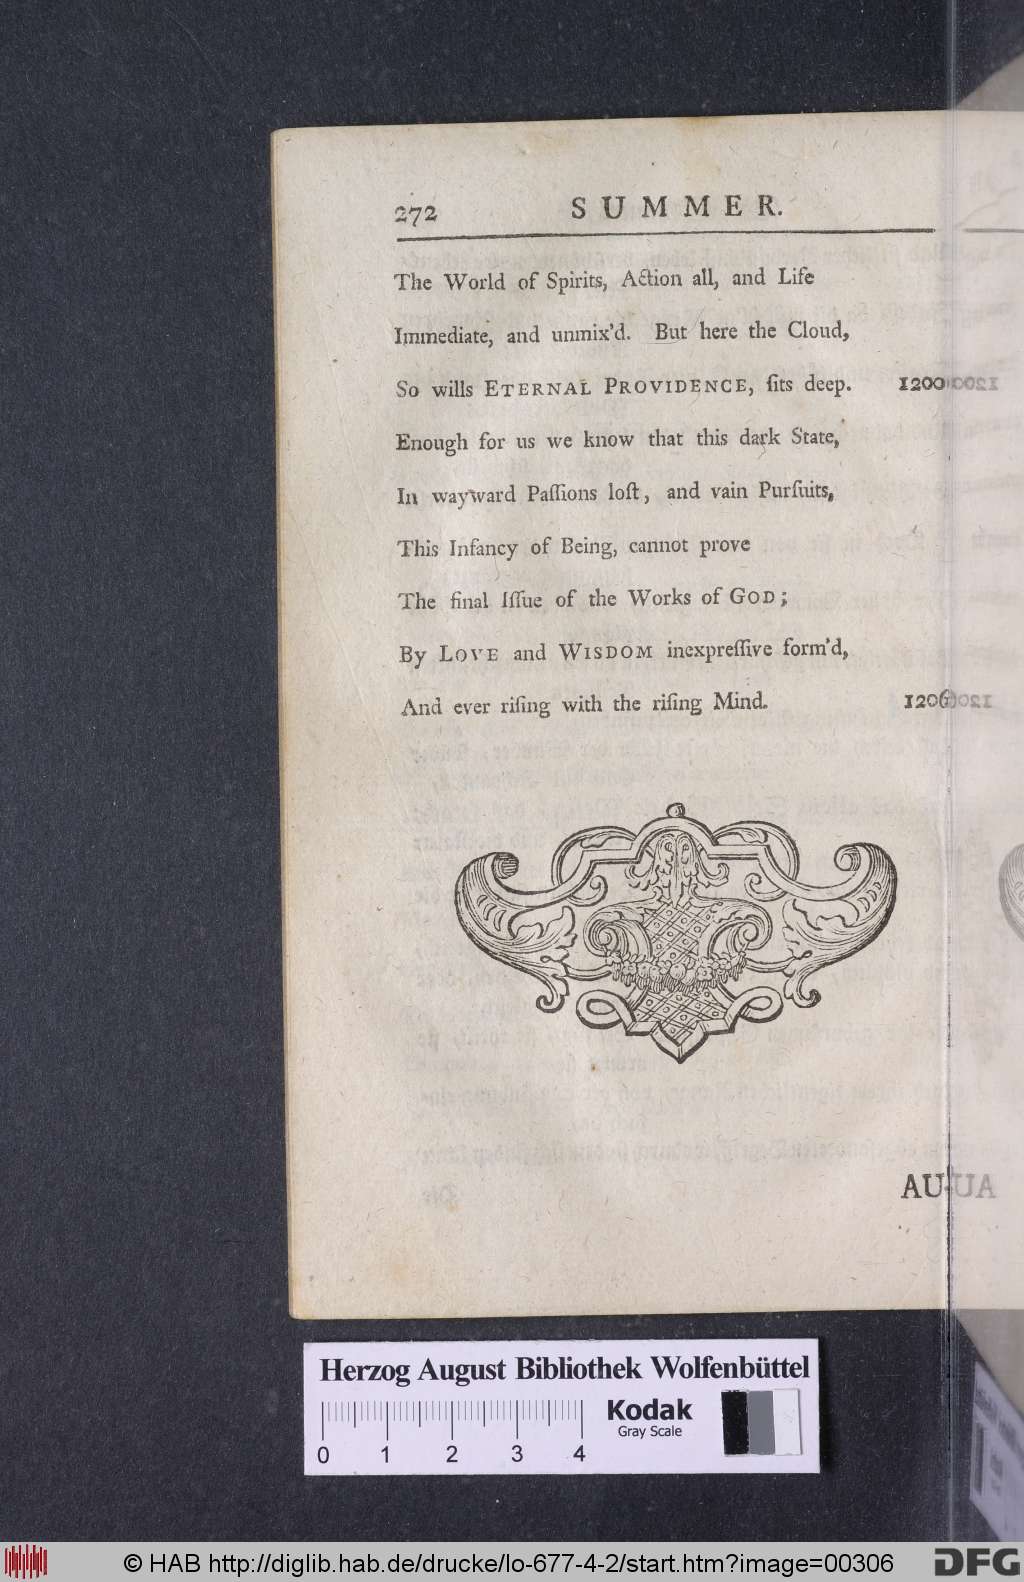 272 SUMMER.
The World of Spirits, Action all, and Life
Immediate, and unmix'd. But here the Cloud,
So wills ETERNAL PROVIDENCE, ſits deep. 1200
Enough for us we know that this dark State,
In wayward Paſſions loſt, and vain Purſuits,
This Infancy of Being, cannot prove
The final Iſſue of the Works of GOD;
By LOVE and WISDOM inexpreſſive form'd,
And ever riſing with the riſing Mind. 1206
AU-
Herzog August Bibliothek Wolfenbüttel
Kodak
Gray Scale
0 1 2 3 4
© HAB http://diglib.hab.de/drucke/lo-677-4-2/start.htm?image=00306
DFG